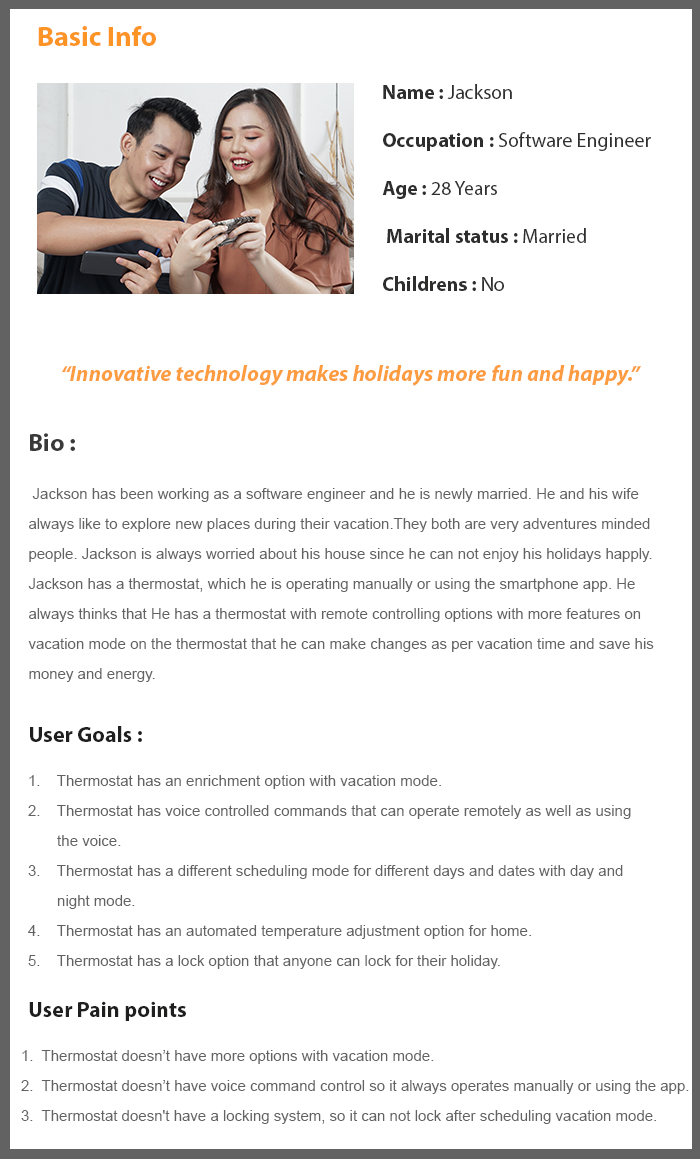 Basic Info
Name : Jackson
Occupation : Software Engineer
Age : 28 Years
Marital status : Married
Childrens : No
“Innovative technology makes holidays more fun and happy.”
Bio :
Jackson has been working as a software engineer and he is newly married. He and his wife
always like to explore new places during their vacation.They both are very adventures minded
people. Jackson is always worried about his house since he can not enjoy his holidays happly.
Jackson has a thermostat, which he is operating manually or using the smartphone app. He
always thinks that He has a thermostat with remote controlling options with more features on
vacation mode on the thermostat that he can make changes as per vacation time and save his
money and energy.
User Goals :
1. Thermostat has an enrichment option with vacation mode.
2. Thermostat has voice controlled commands that can operate remotely as well as using
the voice.
3. Thermostat has a different scheduling mode for different days and dates with day and
night mode.
4. Thermostat has an automated temperature adjustment option for home.
5. Thermostat has a lock option that anyone can lock for their holiday.
User Pain points
1. Thermostat doesn’t have more options with vacation mode.
2. Thermostat doesn’t have voice command control so it always operates manually or using the app.
3. Thermostat doesn't have a locking system, so it can not lock after scheduling vacation mode.